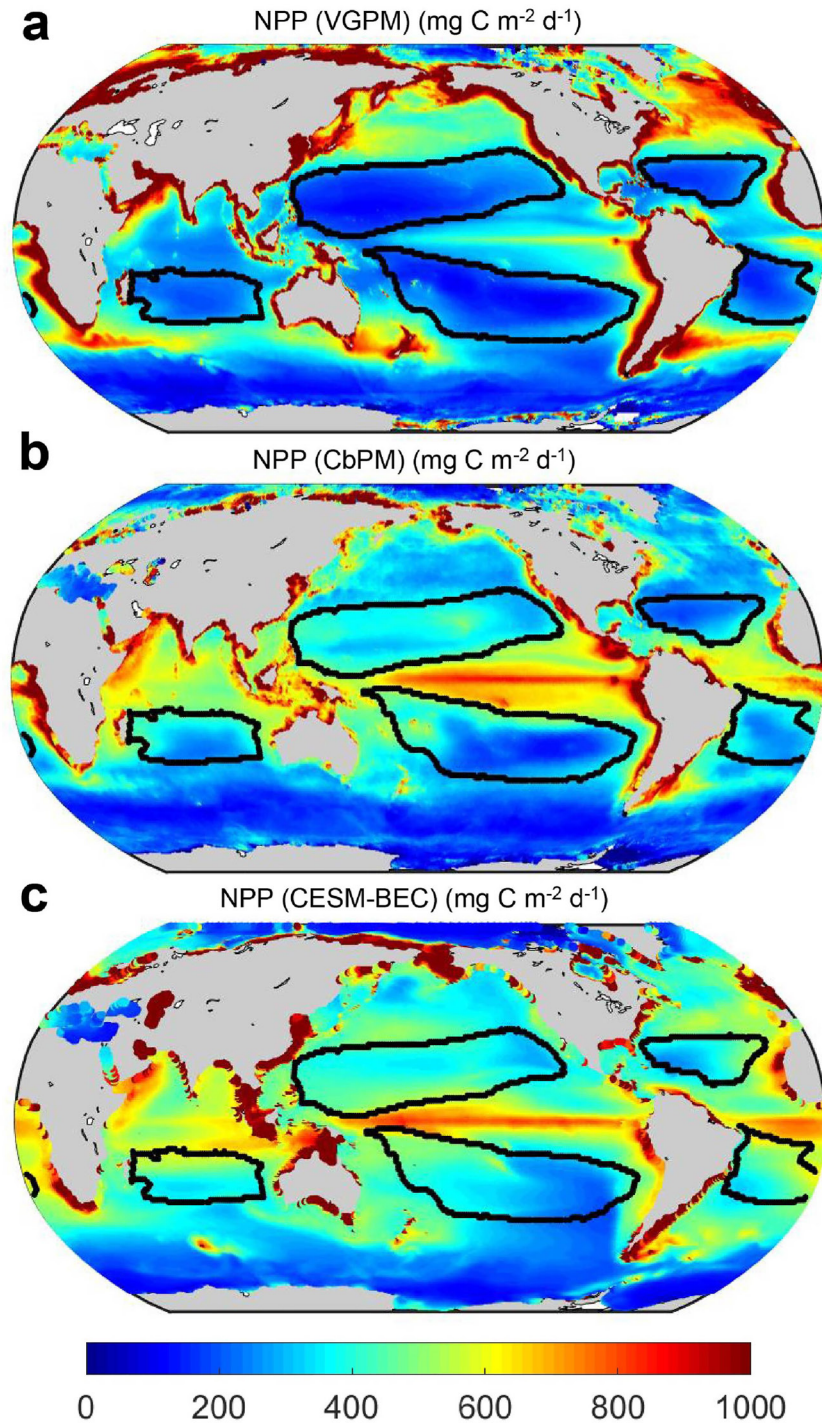 a
NPP (VGPM) (mg C m-2 d-1)
b
NPP (CbPM) (mg C m-2 d-1)
c
NPP (CESM-BEC) (mg C m-2 d-1)
0 200 400 600 800 1000